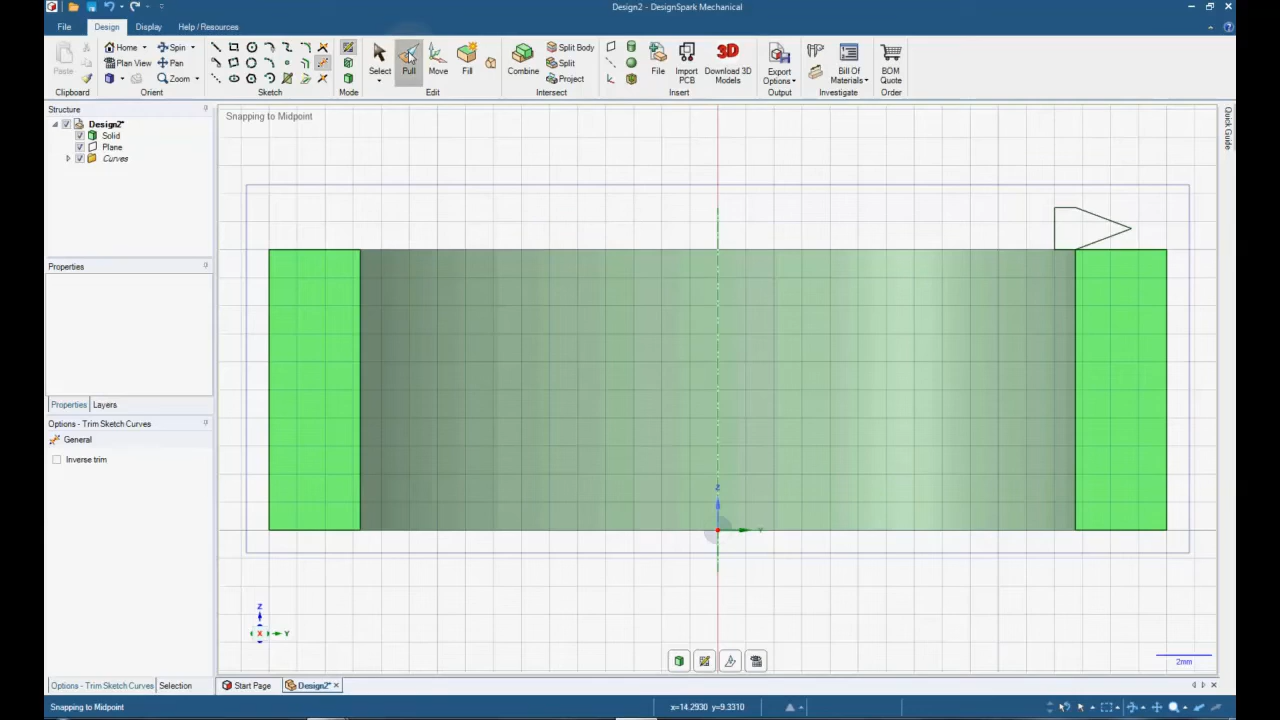 Design2 - DesignSpark Mechanical
File Design Display Help / Resources
Paste
Home Spin
Plan View Pan
Zoom
Select Pull Move Fill
Combine
Split Body
Split
Project
File Import PCB Download 3D Models
3D
Export Options
Bill Of Materials
BOM Quote
Clipboard Orient Sketch Mode Edit Intersect Insert Output Investigate Order
Structure
Design2*
Solid
Plane
Curves
Properties
Properties Layers
Options - Trim Sketch Curves
General
Inverse trim
Snapping to Midpoint
Quick Guide
Z
Y
Z
X Y
2mm
Options - Trim Sketch Curves Selection
Start Page Design2*
Snapping to Midpoint
x=14.2930 y=9.3310